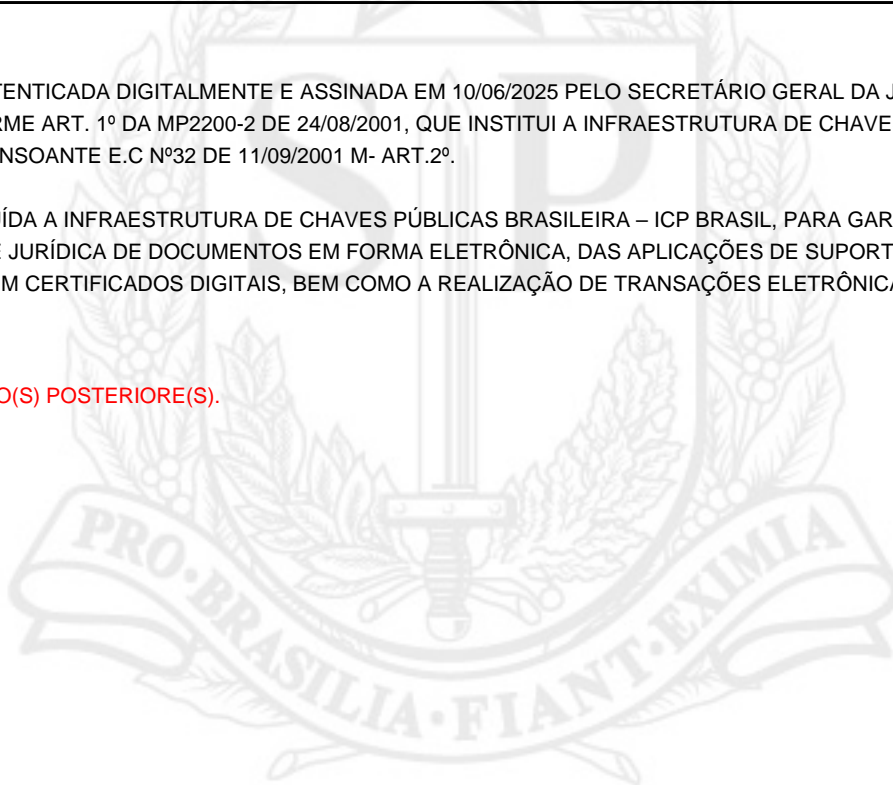 TENTICADA DIGITALMENTE E ASSINADA EM 10/06/2025 PELO SECRETÁRIO GERAL DA J
RME ART. 1º DA MP2200-2 DE 24/08/2001, QUE INSTITUI A INFRAESTRUTURA DE CHAVE
NSOANTE E.C Nº32 DE 11/09/2001 M- ART.2º.
ÍDA A INFRAESTRUTURA DE CHAVES PÚBLICAS BRASILEIRA – ICP BRASIL, PARA GAR
E JURÍDICA DE DOCUMENTOS EM FORMA ELETRÔNICA, DAS APLICAÇÕES DE SUPORT
M CERTIFICADOS DIGITAIS, BEM COMO A REALIZAÇÃO DE TRANSAÇÕES ELETRÔNICA
O(S) POSTERIORE(S).
SP
PRO·BRASILIA·FIANT·EXIMIA